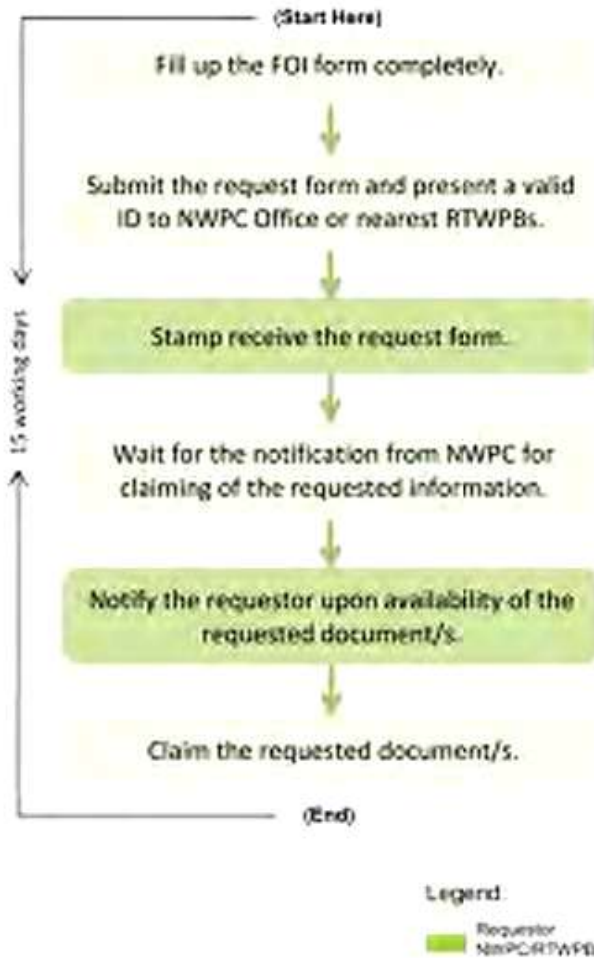 (Start Here)
Fill up the FOI form completely.
Submit the request form and present a valid
ID to NWPC Office or nearest RTWPBs.
Stamp receive the request form.
15 working days
Wait for the notification from NWPC for
claiming of the requested information.
Notify the requestor upon availability of the
requested document/s.
Claim the requested document/s.
(End)
Legend:
Requestor
NWPC/RTWPB